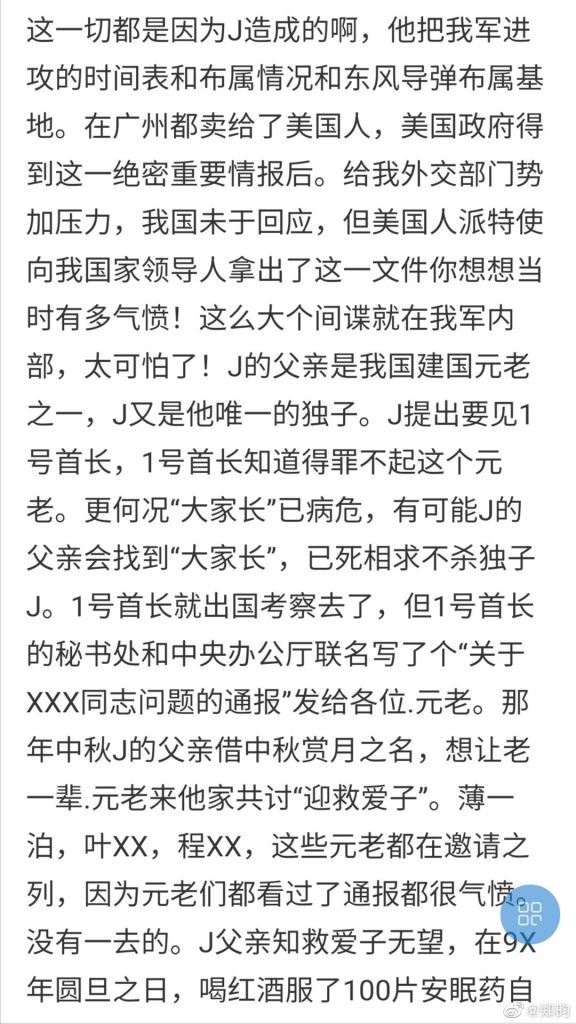 这一切都是因为J造成的啊，他把我军进
攻的时间表和布属情况和东风导弹布属基
地。在广州都卖给了美国人，美国政府得
到这一绝密重要情报后。给我外交部门势
加压力，我国未于回应，但美国人派特使
向我国家领导人拿出了这一文件你想想当
时有多气愤！这么大个间谍就在我军内
部，太可怕了！J的父亲是我国建国元老
之一，J又是他唯一的独子。J提出要见1
号首长，1号首长知道得罪不起这个元
老。更何况“大家长”已病危，有可能J的
父亲会找到“大家长”，已死相求不杀独子
J。1号首长就出国考察去了，但1号首长
的秘书处和中央办公厅联名写了个“关于
XXX同志问题的通报”发给各位.元老。那
年中秋J的父亲借中秋赏月之名，想让老
一辈.元老来他家共讨“迎救爱子”。薄一
泊，叶XX，程XX，这些元老都在邀请之
列，因为元老们都看过了通报都很气愤。
没有一去的。J父亲知救爱子无望，在9X
年圆旦之日，喝红酒服了100片安眠药自
@郑昀